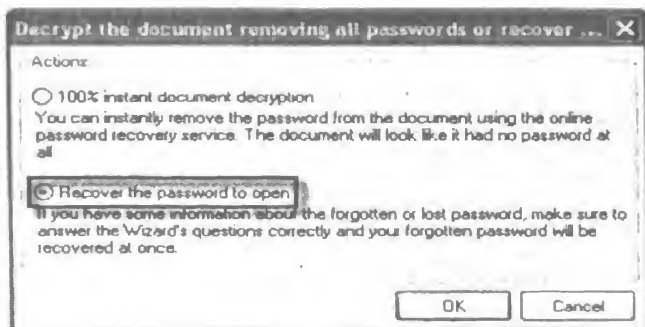 Decrypt the document removing all passwords or recover ...
Actions:
100% instant document decryption
You can instantly remove the password from the document using the online
password recovery service. The document will look like it had no password at
all
Recover the password to open
If you have some information about the forgotten or lost password, make sure to
answer the Wizard's questions correctly and your forgotten password will be
recovered at once.
OK Cancel